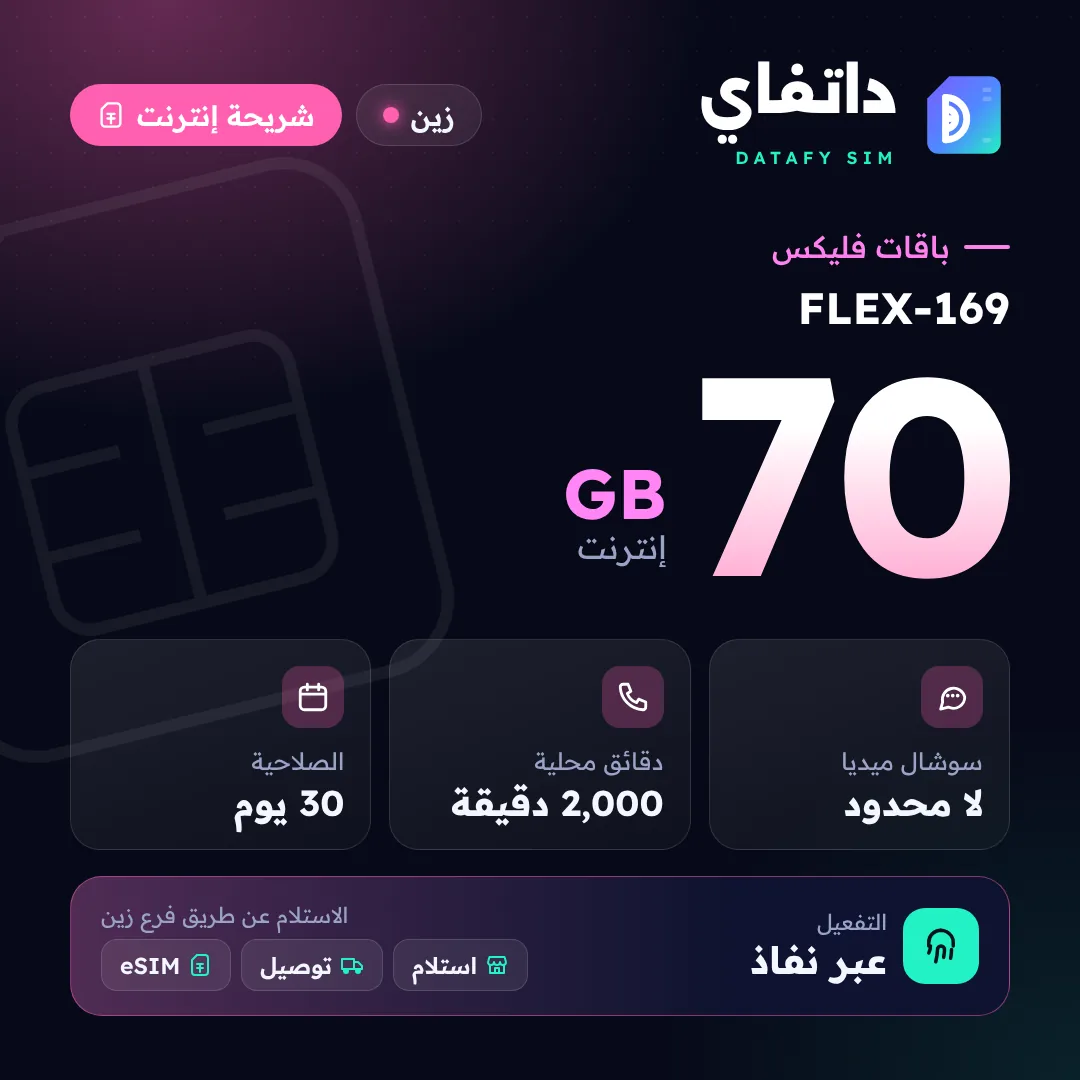 داتفاي
DATAFY SIM
زين
شريحة إنترنت
باقات فليكس
FLEX-169
70
GB
إنترنت
سوشال ميديا
لا محدود
دقائق محلية
2,000 دقيقة
الصلاحية
30 يوم
التفعيل
عبر نفاذ
الاستلام عن طريق فرع زين
استلام
توصيل
eSIM